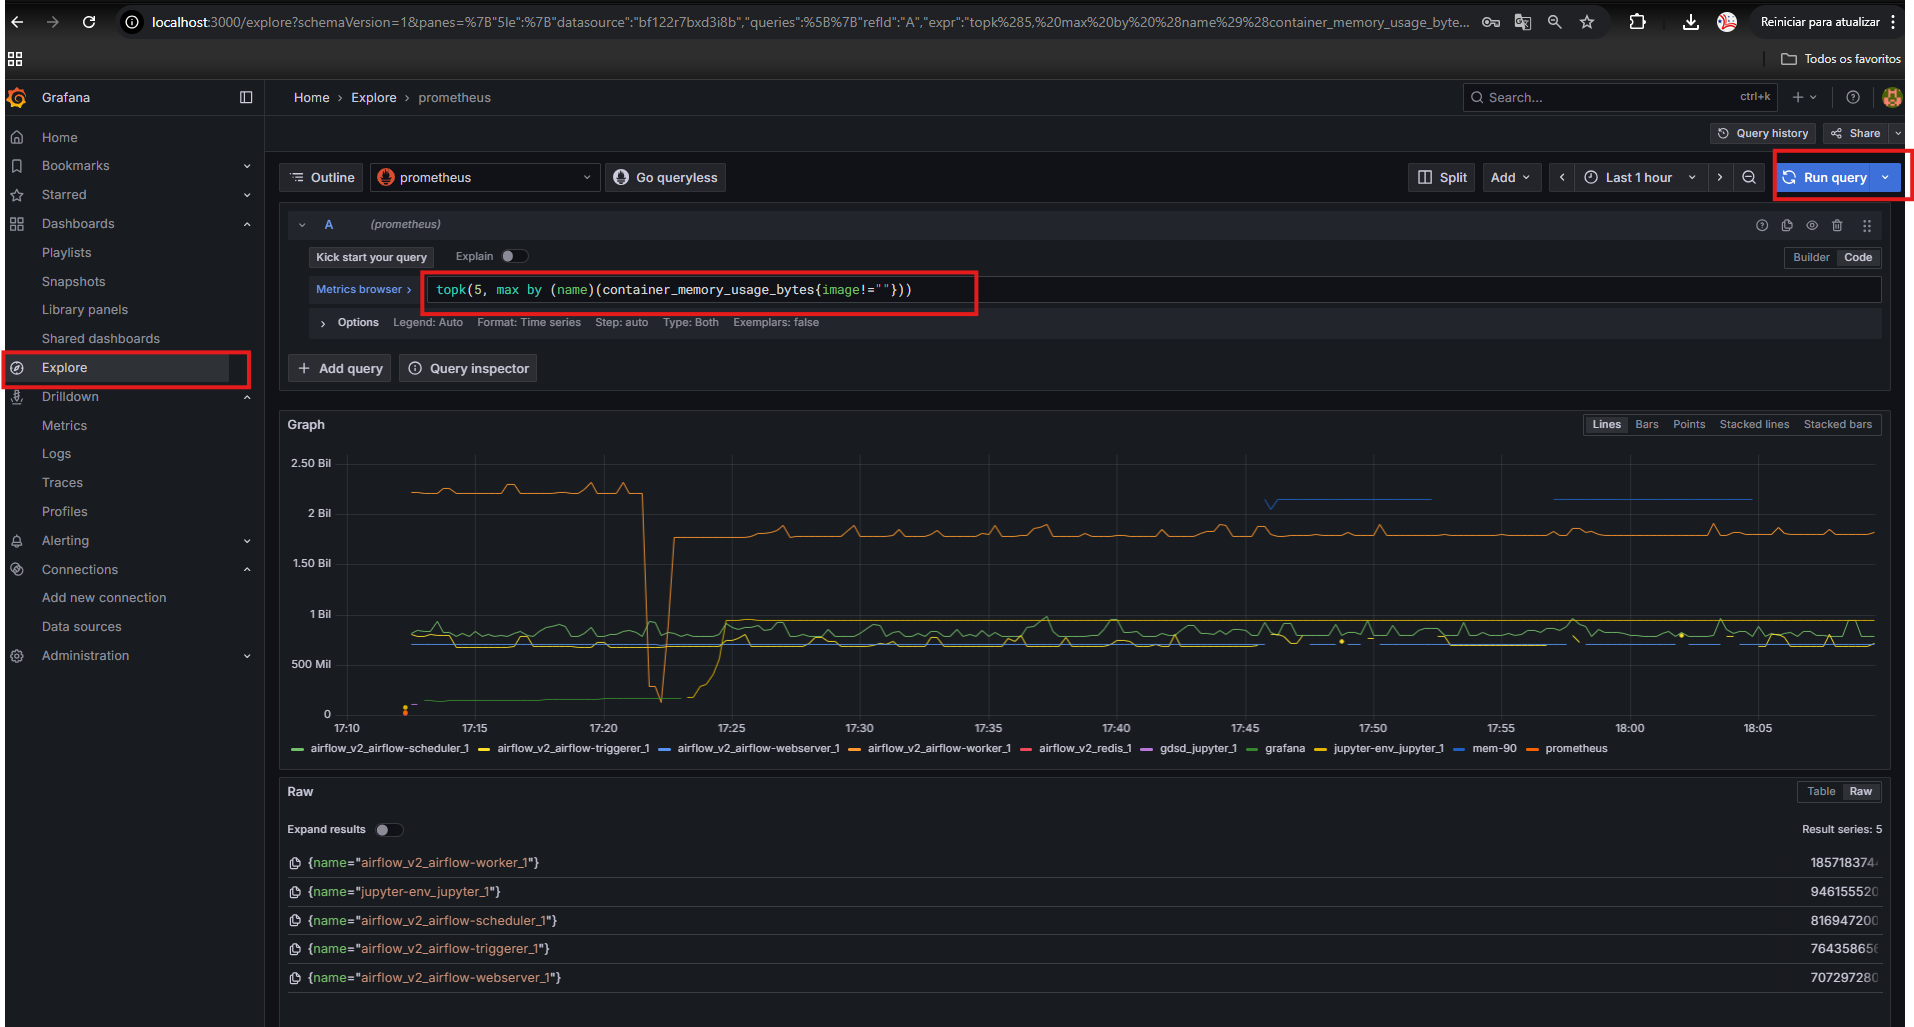 localhost:3000/explore?schemaVersion=1&panes=%7B"5le":%7B"datasource":"bf122r7bxd3i8b","queries":%5B%7B"refId":"A","expr":"topk%285,%20max%20by%20%28name%29%28container_memory_usage_byte...
Reiniciar para atualizar
Todos os favoritos
Grafana
Home › Explore › prometheus
Search...
ctrl+k
Query history
Share
Home
Bookmarks
Starred
Dashboards
Playlists
Snapshots
Library panels
Shared dashboards
Explore
Drilldown
Metrics
Logs
Traces
Profiles
Alerting
Connections
Add new connection
Data sources
Administration
Outline
prometheus
Go queryless
Split
Add
Last 1 hour
Run query
A (prometheus)
Kick start your query
Explain
Builder
Code
Metrics browser ›
topk(5, max by (name)(container_memory_usage_bytes{image!=""}))
Options Legend: Auto Format: Time series Step: auto Type: Both Exemplars: false
+ Add query
Query inspector
Graph
Lines Bars Points Stacked lines Stacked bars
2.50 Bil
2 Bil
1.50 Bil
1 Bil
500 Mil
0
17:10 17:15 17:20 17:25 17:30 17:35 17:40 17:45 17:50 17:55 18:00 18:05
airflow_v2_airflow-scheduler_1 airflow_v2_airflow-triggerer_1 airflow_v2_airflow-webserver_1 airflow_v2_airflow-worker_1 airflow_v2_redis_1 gdsd_jupyter_1 grafana jupyter-env_jupyter_1 mem-90 prometheus
Raw
Table Raw
Expand results
Result series: 5
{name="airflow_v2_airflow-worker_1"} 185718374
{name="jupyter-env_jupyter_1"} 946155520
{name="airflow_v2_airflow-scheduler_1"} 816947200
{name="airflow_v2_airflow-triggerer_1"} 76435865
{name="airflow_v2_airflow-webserver_1"} 707297280